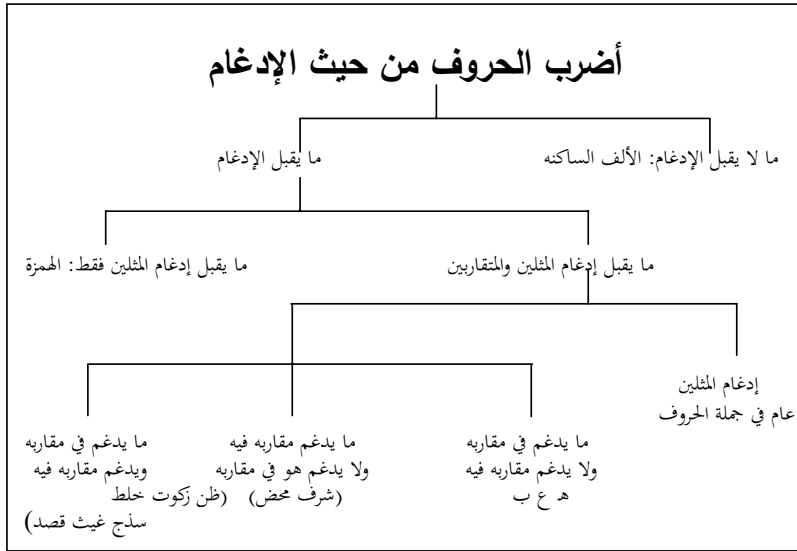 أضرب الحروف من حيث الإدغام
ما لا يقبل الإدغام: الألف الساكنه
ما يقبل الإدغام
ما يقبل إدغام المثلين والمتقاربين
ما يقبل إدغام المثلين فقط: الهمزة
إدغام المثلين
عام في جملة الحروف
ما يدغم في مقاربه
ولا يدغم مقاربه فيه
ه ع ب
ما يدغم مقاربه فيه
ولا يدغم هو في مقاربه
(شرف محض)
ما يدغم في مقاربه
ويدغم مقاربه فيه
(ظن زكوت خلط
سذج غيث قصد)